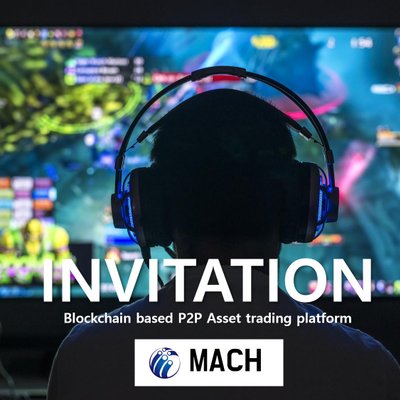 INVITATION
Blockchain based P2P Asset trading platform
MACH